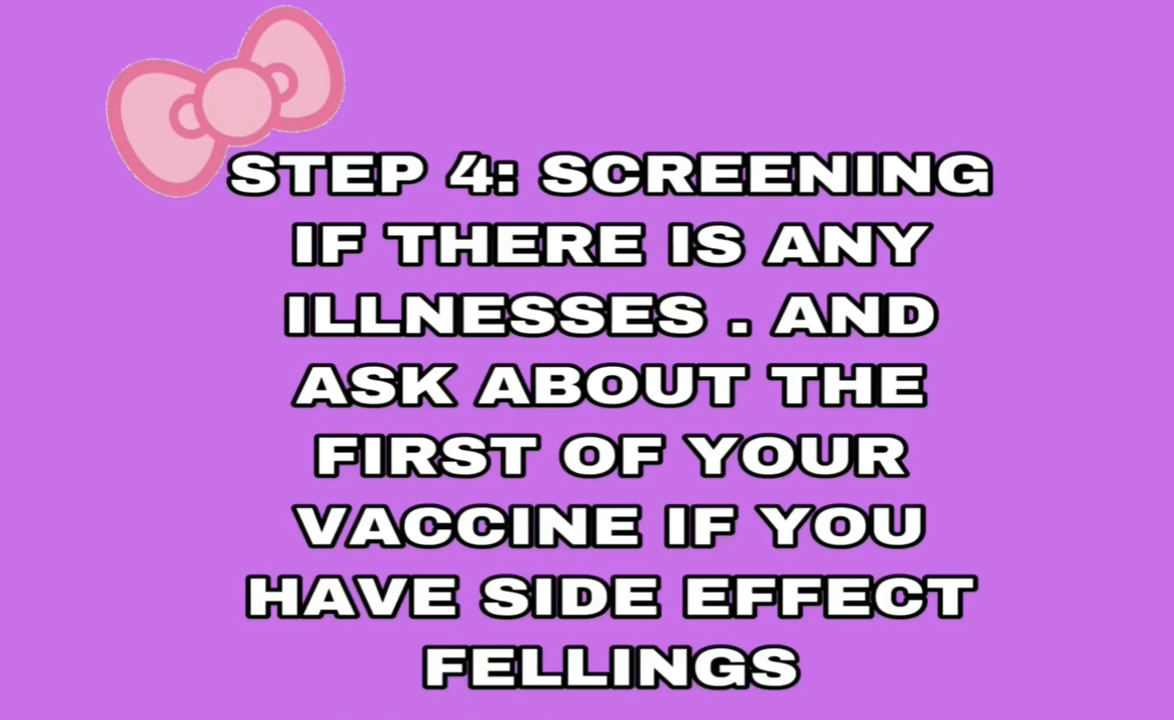 STEP 4: SCREENING
IF THERE IS ANY
ILLNESSES . AND
ASK ABOUT THE
FIRST OF YOUR
VACCINE IF YOU
HAVE SIDE EFFECT
FELLINGS